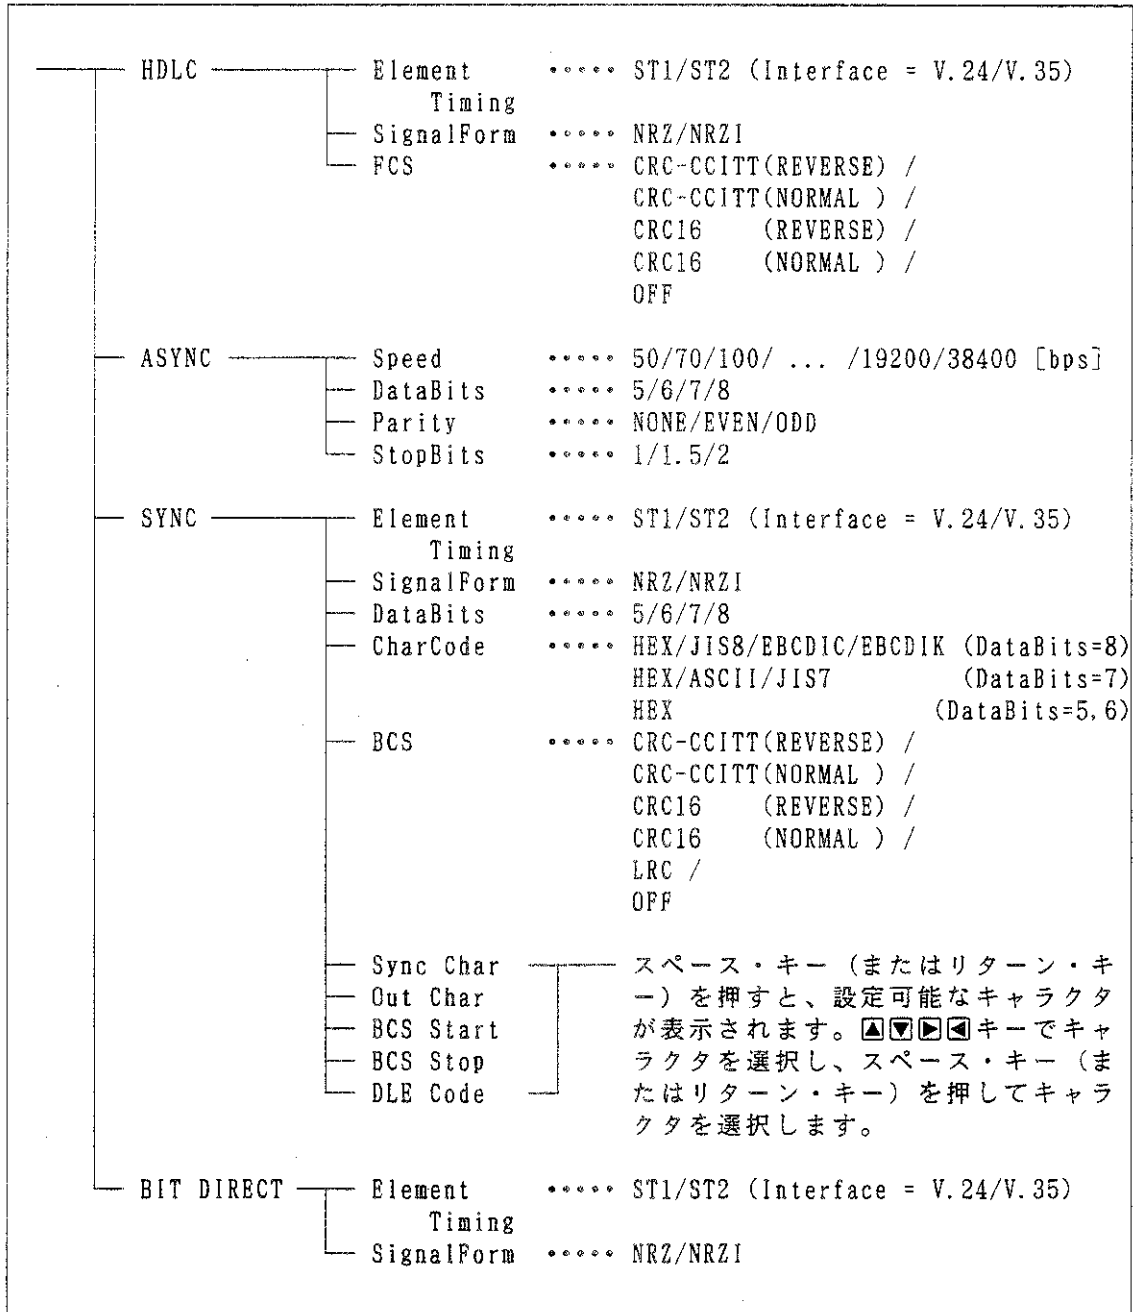 HDLC Element ····· ST1/ST2 (Interface = V.24/V.35)
Timing
SignalForm ····· NRZ/NRZI
FCS ····· CRC-CCITT(REVERSE) /
CRC-CCITT(NORMAL ) /
CRC16 (REVERSE) /
CRC16 (NORMAL ) /
OFF
ASYNC Speed ····· 50/70/100/ ... /19200/38400 [bps]
DataBits ····· 5/6/7/8
Parity ····· NONE/EVEN/ODD
StopBits ····· 1/1.5/2
SYNC Element ····· ST1/ST2 (Interface = V.24/V.35)
Timing
SignalForm ····· NRZ/NRZI
DataBits ····· 5/6/7/8
CharCode ····· HEX/JIS8/EBCDIC/EBCDIK (DataBits=8)
HEX/ASCII/JIS7 (DataBits=7)
HEX (DataBits=5,6)
BCS ····· CRC-CCITT(REVERSE) /
CRC-CCITT(NORMAL ) /
CRC16 (REVERSE) /
CRC16 (NORMAL ) /
LRC /
OFF
Sync Char スペース・キー（またはリターン・キ
Out Char ー）を押すと、設定可能なキャラクタ
BCS Start が表示されます。▲▼▶◀キーでキャ
BCS Stop ラクタを選択し、スペース・キー（ま
DLE Code たはリターン・キー）を押してキャラ
クタを選択します。
BIT DIRECT Element ····· ST1/ST2 (Interface = V.24/V.35)
Timing
SignalForm ····· NRZ/NRZI